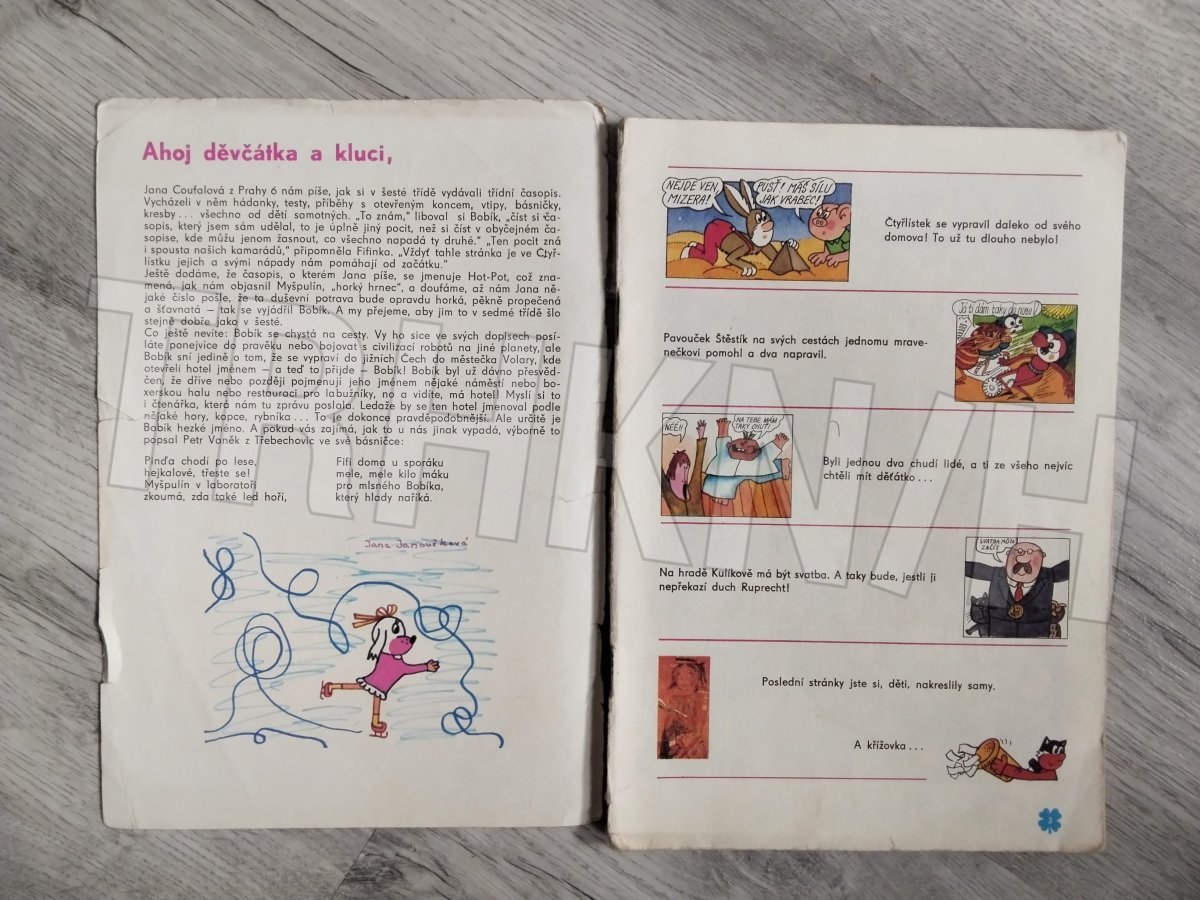 Ahoj děvčátka a kluci,
Jana Coufalová z Prahy 6 nám píše, jak si v šesté třídě vydávali třídní časopis.
Vycházeli v něm hádanky, testy, příběhy s otevřeným koncem, vtipy, básničky,
kresby... všechno od dětí samotných. „To znám,“ liboval si Bobík, „číst si ča-
sopis, který jsem sám udělal, to je úplně jiný pocit, než si číst v obyčejném ča-
sopise, kde můžu jenom žasnout, co všechno napadá ty druhé.“ „Ten pocit zná
i spousta našich kamarádů,“ připomněla Fifinka. „Vždyť tahle stránka je ve Čtyř-
lístku jejich a svými nápady nám pomáhají od začátku.“
Ještě dodáme, že časopis, o kterém Jana píše, se jmenuje Hot-Pot, což zna-
mená, jak nám objasnil Myšpulín, „horký hrnec“, a doufáme, až nám Jana ně-
jaké číslo pošle, že ta duševní potrava bude opravdu horká, pěkně propečená
a šťavnatá – tak se vyjádřil Bobík. A my přejeme, aby jim to v sedmé třídě šlo
stejně dobře jako v šesté.
Co ještě nevíte: Bobík se chystá na cesty. Vy ho sice ve svých dopisech posí-
láte ponejvíce do pravěku nebo bojovat s civilizací robotů na jiné planety, ale
Bobík sní jedině o tom, že se vypraví do jižních Čech do městečka Volary, kde
otevřeli hotel jménem – a teď to přijde – Bobík! Bobík byl už dávno přesvěd-
čen, že dříve nebo později pojmenují jeho jménem nějaké náměstí nebo bo-
xerskou halu nebo restauraci pro labužníky, no a vidíte, má hotel! Myslí si to
i čtenářka, která nám tu zprávu poslala. Ledaže by se ten hotel jmenoval podle
nějaké hory, kopce, rybníka... To je dokonce pravděpodobnější. Ale určitě je
Bobík hezké jméno. A pokud vás zajímá, jak to u nás jinak vypadá, výborně to
popsal Petr Vaněk z Třebechovic ve své básničce:
Pinďa chodí po lese,
hejkalové, třeste se!
Myšpulín v laboratoři
zkoumá, zda také led hoří,
Fifi doma u sporáku
mele, mele kilo máku
pro mlsného Bobíka,
který hlady naříká.
Jana Janoušková
NEJDE VEN,
MIZERA!
PUSŤ! MÁŠ SÍLU
JAK VRABEC!
Čtyřlístek se vypravil daleko od svého
domova! To už tu dlouho nebylo!
Pavouček Štěstík na svých cestách jednomu mrave-
nečkovi pomohl a dva napravil.
Já ti dám taky do nosu!
NÉÉ!!
NA TEBE MÁM
TAKY CHUŤ!
Byli jednou dva chudí lidé, a ti ze všeho nejvíc
chtěli mít děťátko...
Na hradě Kulíkově má být svatba. A taky bude, jestli ji
nepřekazí duch Ruprecht!
SVATBA MŮŽE
ZAČÍT
Poslední stránky jste si, děti, nakreslily samy.
A křížovka...
3
TRHKNIH